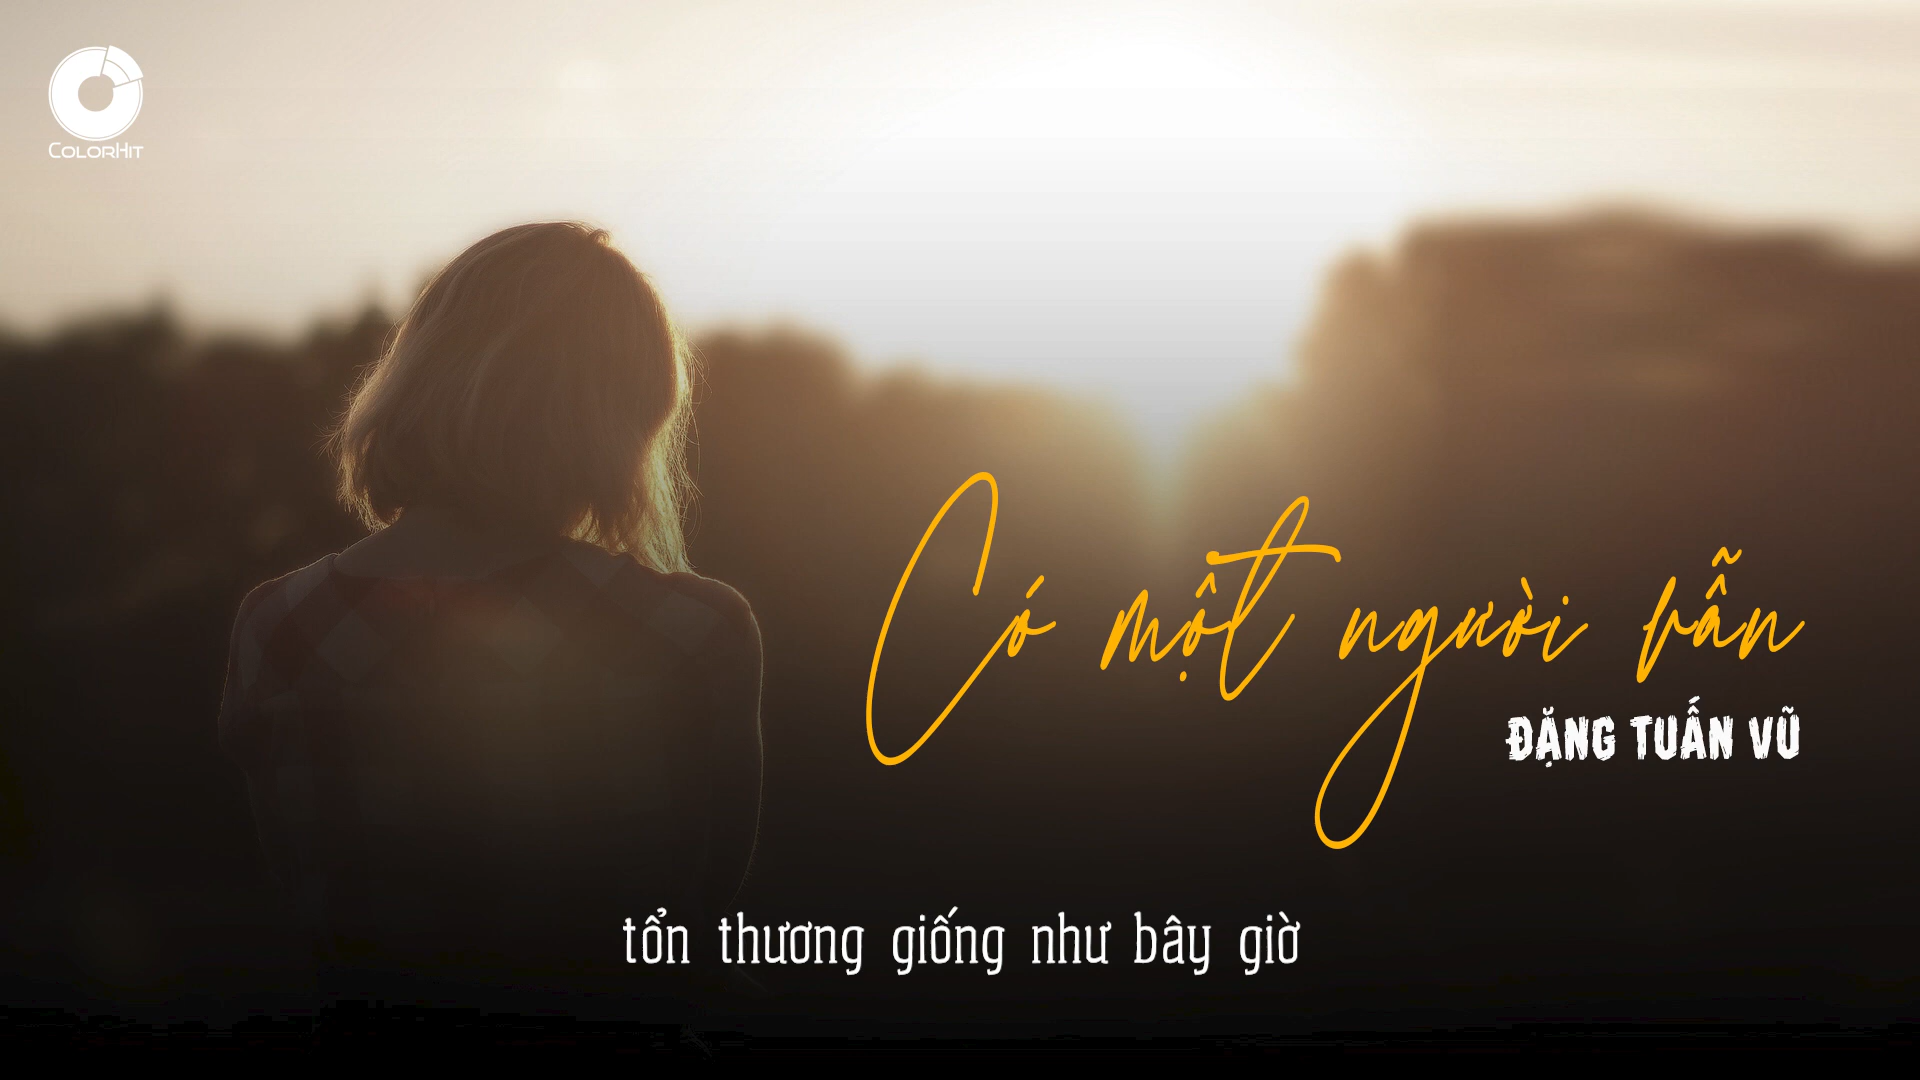 COLORHIT
Có một người vẫn
ĐẶNG TUẤN VŨ
tổn thương giống như bây giờ